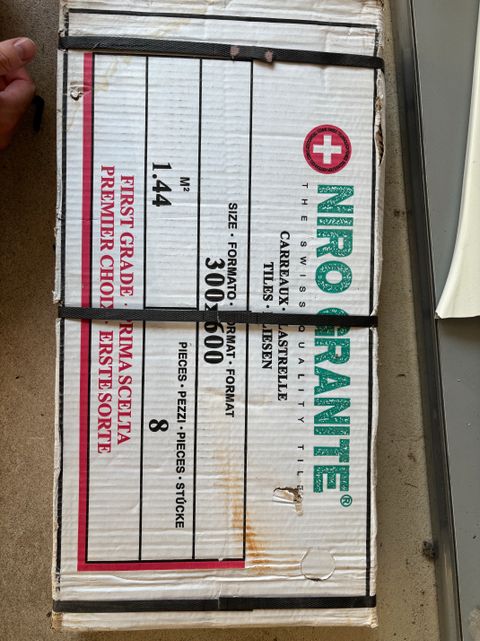 NIRO GRANITE®
THE SWISS QUALITY TILE
CARREAUX · PIASTRELLE
TILES · FLIESEN
SIZE · FORMATO · FORMAT · FORMAT
300x600
M² PIECES · PEZZI · PIECES · STÜCKE
1.44 8
FIRST GRADE · PRIMA SCELTA
PREMIER CHOIX · ERSTE SORTE